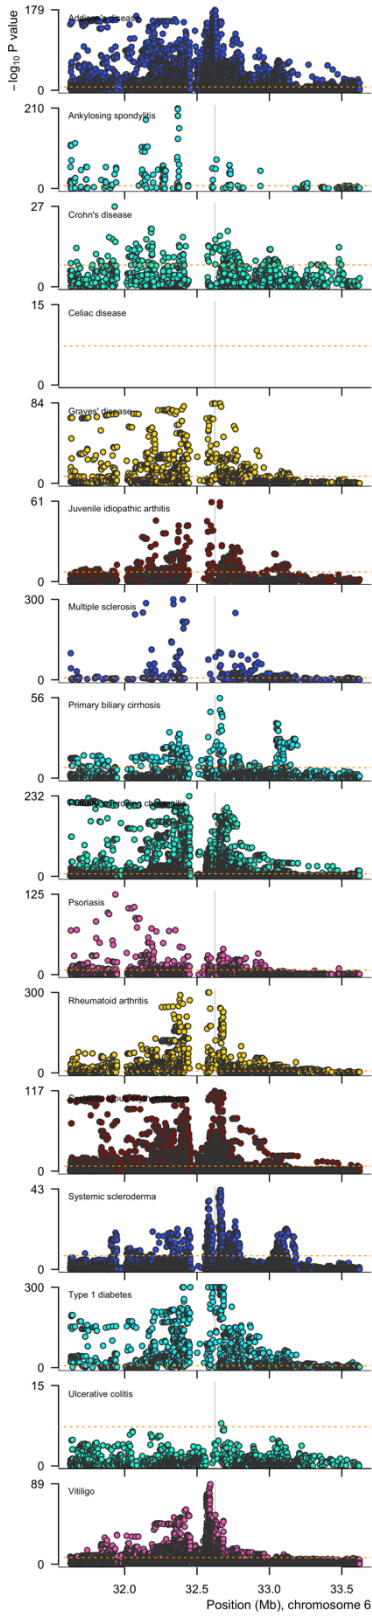 −log₁₀ P value
179
Addison's disease
0
210
Ankylosing spondylitis
0
27
Crohn's disease
0
15
Celiac disease
0
84
Graves' disease
0
61
Juvenile idiopathic arthitis
0
300
Multiple sclerosis
0
56
Primary biliary cirrhosis
0
232
0
125
Psoriasis
0
300
Rheumatoid arthritis
0
117
0
43
Systemic scleroderma
0
300
Type 1 diabetes
0
15
Ulcerative colitis
0
89
Vitiligo
0
32.0 32.5 33.0 33.5
Position (Mb), chromosome 6